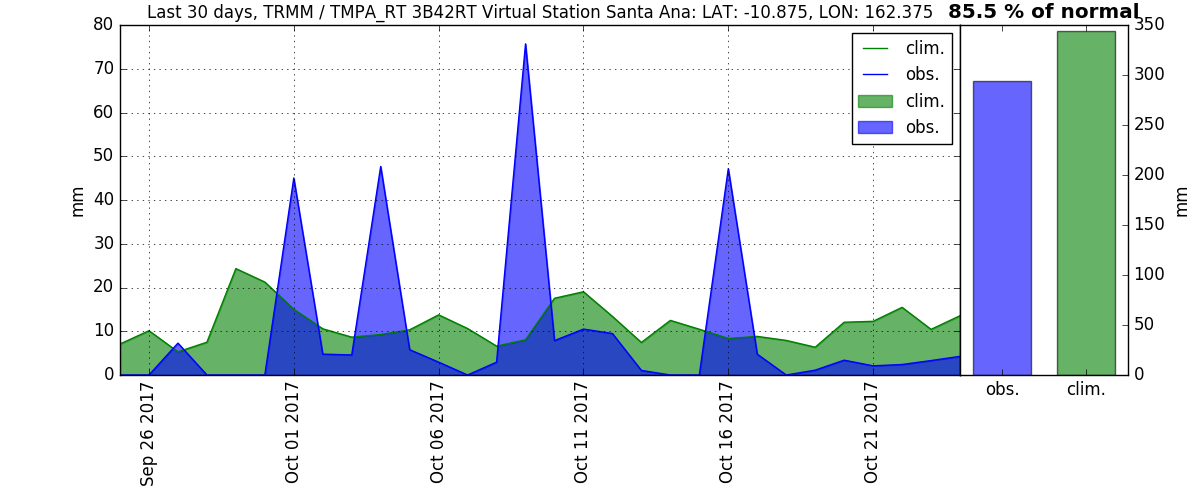 Last 30 days, TRMM / TMPA_RT 3B42RT Virtual Station Santa Ana: LAT: -10.875, LON: 162.375
85.5 % of normal
80
70
60
50
40
30
20
10
0
mm
clim.
obs.
clim.
obs.
Sep 26 2017
Oct 01 2017
Oct 06 2017
Oct 11 2017
Oct 16 2017
Oct 21 2017
350
300
250
200
150
100
50
0
mm
obs.
clim.